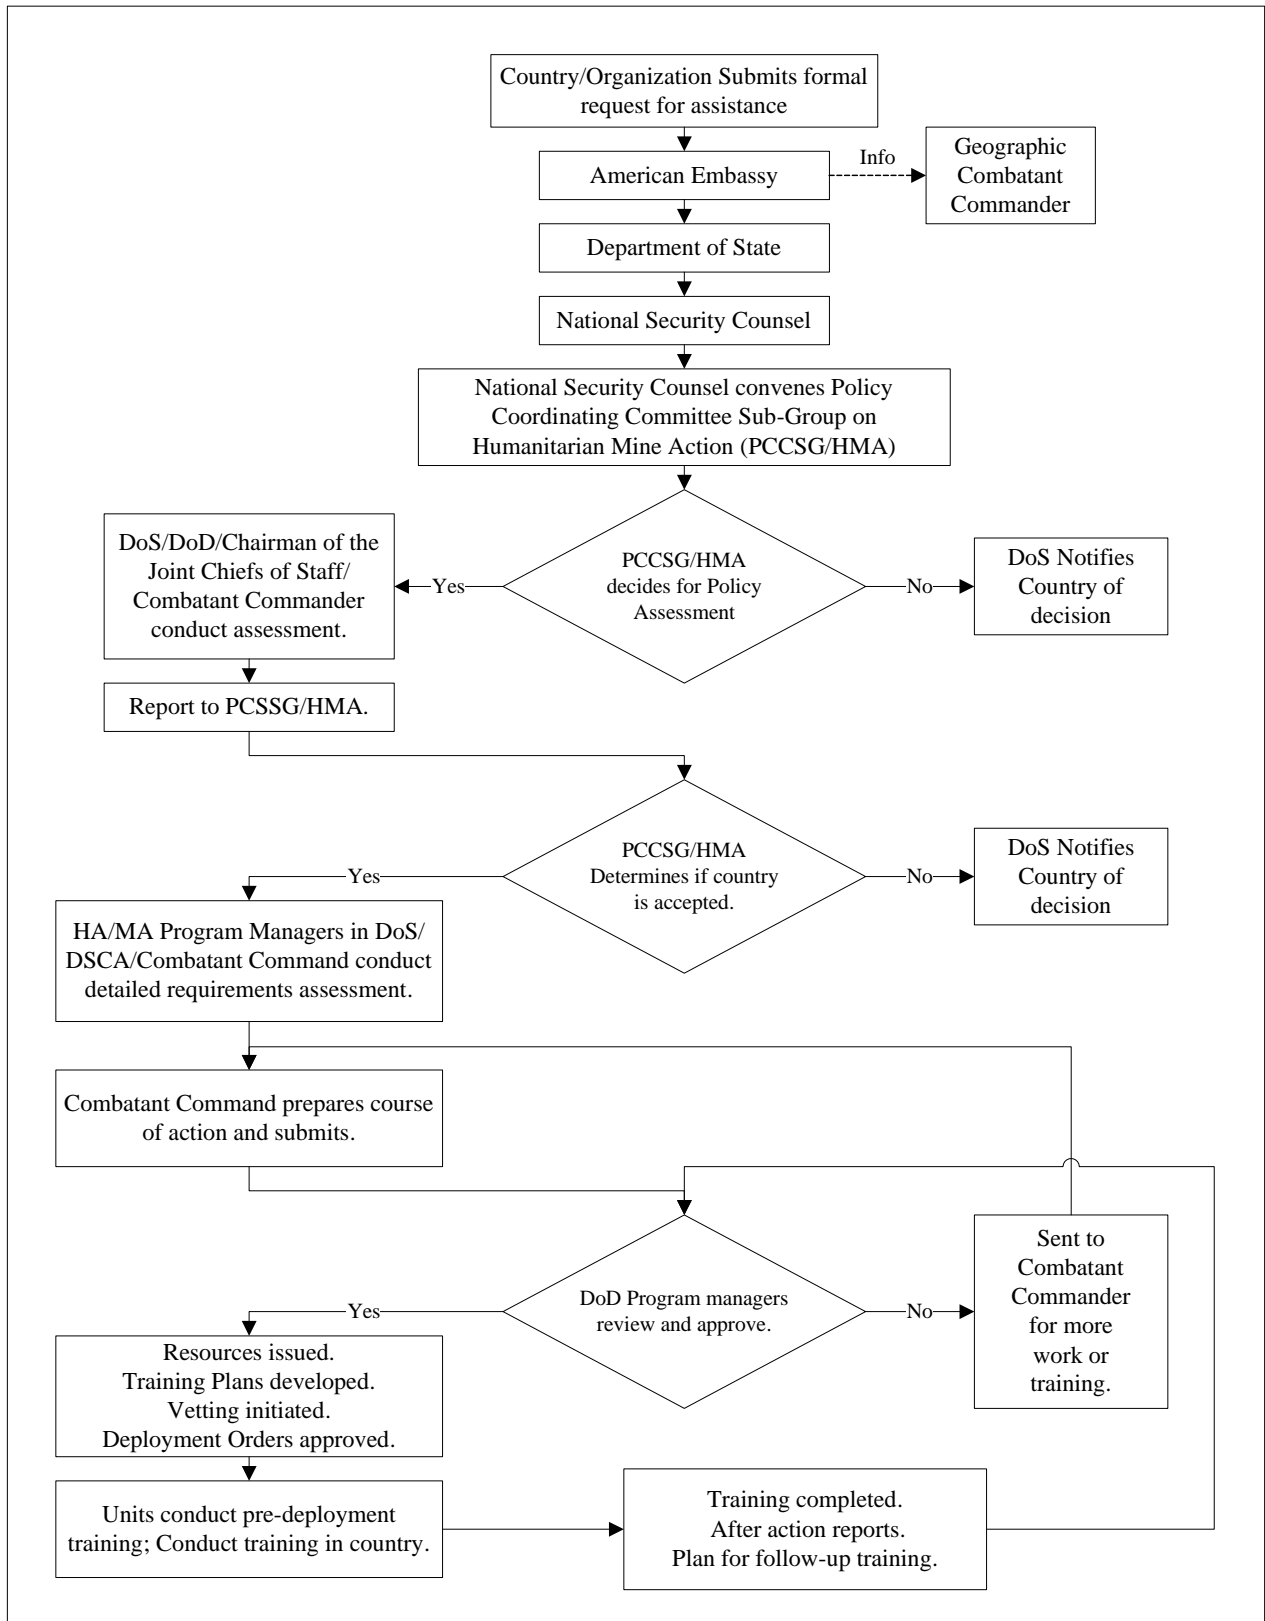 Country/Organization Submits formal
request for assistance
American Embassy
Info
Geographic
Combatant
Commander
Department of State
National Security Counsel
National Security Counsel convenes Policy
Coordinating Committee Sub-Group on
Humanitarian Mine Action (PCCSG/HMA)
DoS/DoD/Chairman of the
Joint Chiefs of Staff/
Combatant Commander
conduct assessment.
Yes
PCCSG/HMA
decides for Policy
Assessment
No
DoS Notifies
Country of
decision
Report to PCSSG/HMA.
PCCSG/HMA
Determines if country
is accepted.
Yes
No
DoS Notifies
Country of
decision
HA/MA Program Managers in DoS/
DSCA/Combatant Command conduct
detailed requirements assessment.
Combatant Command prepares course
of action and submits.
DoD Program managers
review and approve.
Yes
No
Sent to
Combatant
Commander
for more
work or
training.
Resources issued.
Training Plans developed.
Vetting initiated.
Deployment Orders approved.
Units conduct pre-deployment
training; Conduct training in country.
Training completed.
After action reports.
Plan for follow-up training.